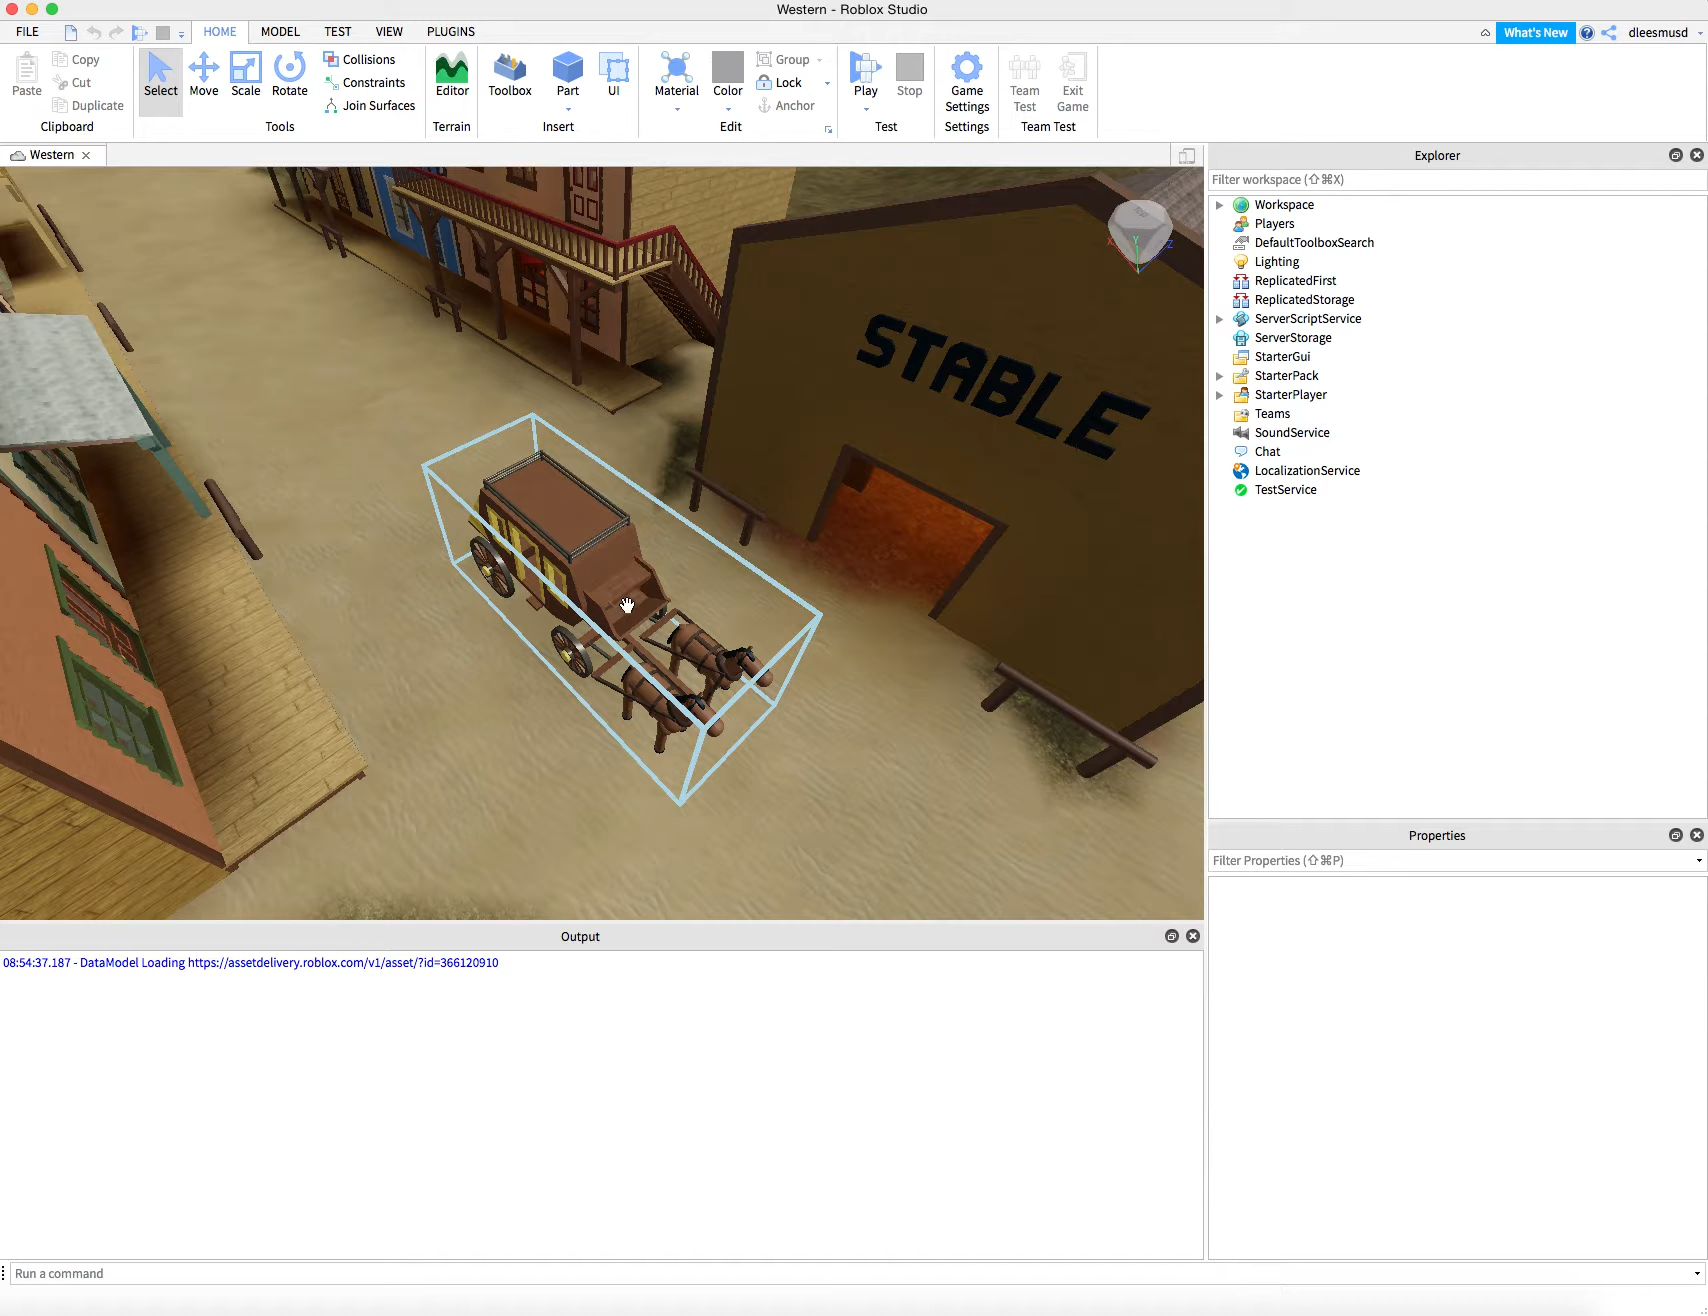 Western - Roblox Studio
FILE HOME MODEL TEST VIEW PLUGINS What's New dleesmusd
Paste Copy Cut Duplicate
Clipboard
Select Move Scale Rotate Collisions Constraints Join Surfaces
Tools
Editor
Terrain
Toolbox Part UI
Insert
Material Color Group Lock Anchor
Edit
Play Stop
Test
Game Settings
Settings
Team Test Exit Game
Team Test
Western
STABLE
Y
Z
Explorer
Filter workspace (⇧⌘X)
Workspace
Players
DefaultToolboxSearch
Lighting
ReplicatedFirst
ReplicatedStorage
ServerScriptService
ServerStorage
StarterGui
StarterPack
StarterPlayer
Teams
SoundService
Chat
LocalizationService
TestService
Properties
Filter Properties (⇧⌘P)
Output
08:54:37.187 - DataModel Loading https://assetdelivery.roblox.com/v1/asset/?id=366120910
Run a command